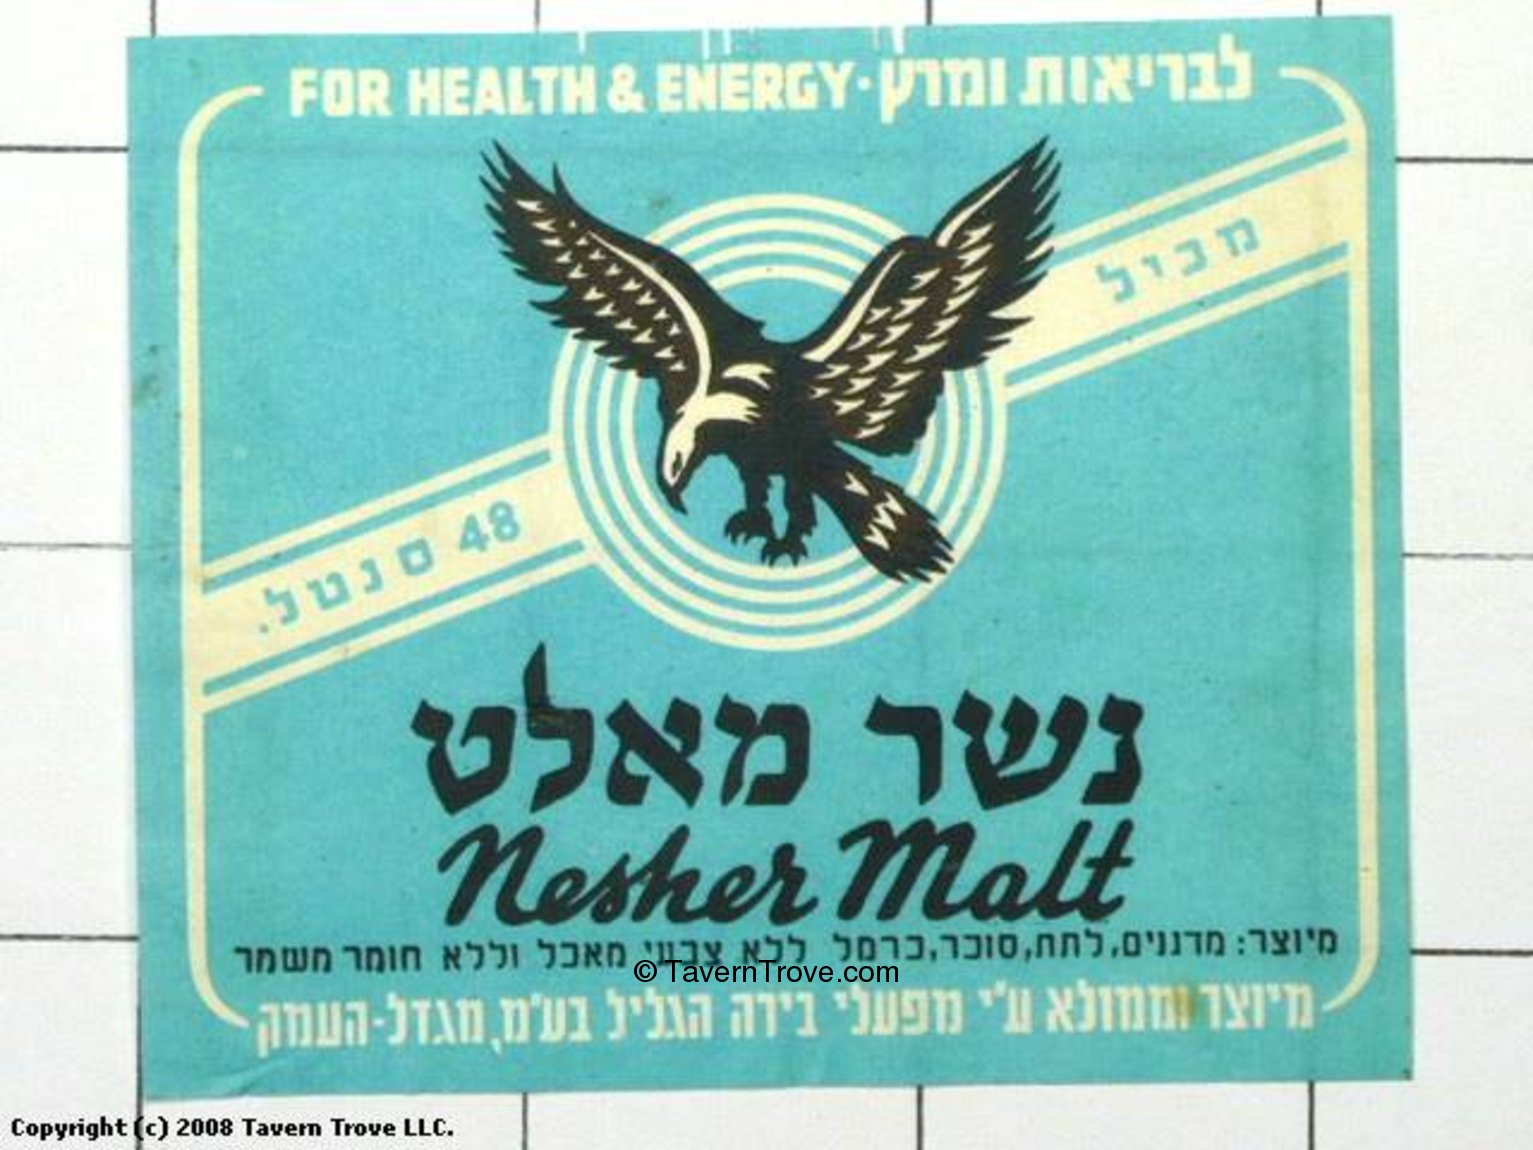 FOR HEALTH & ENERGY · לבריאות ומרץ
מכיל
48 סנטל.
נשר מאלט
Nesher Malt
מיוצר: מדגנים, לתת, סוכר, כרמל ללא צבעי מאכל וללא חומר משמר
© TavernTrove.com
מיוצר וממולא ע"י מפעלי בירה הגליל בע"מ, מגדל-העמק
Copyright (c) 2008 Tavern Trove LLC.